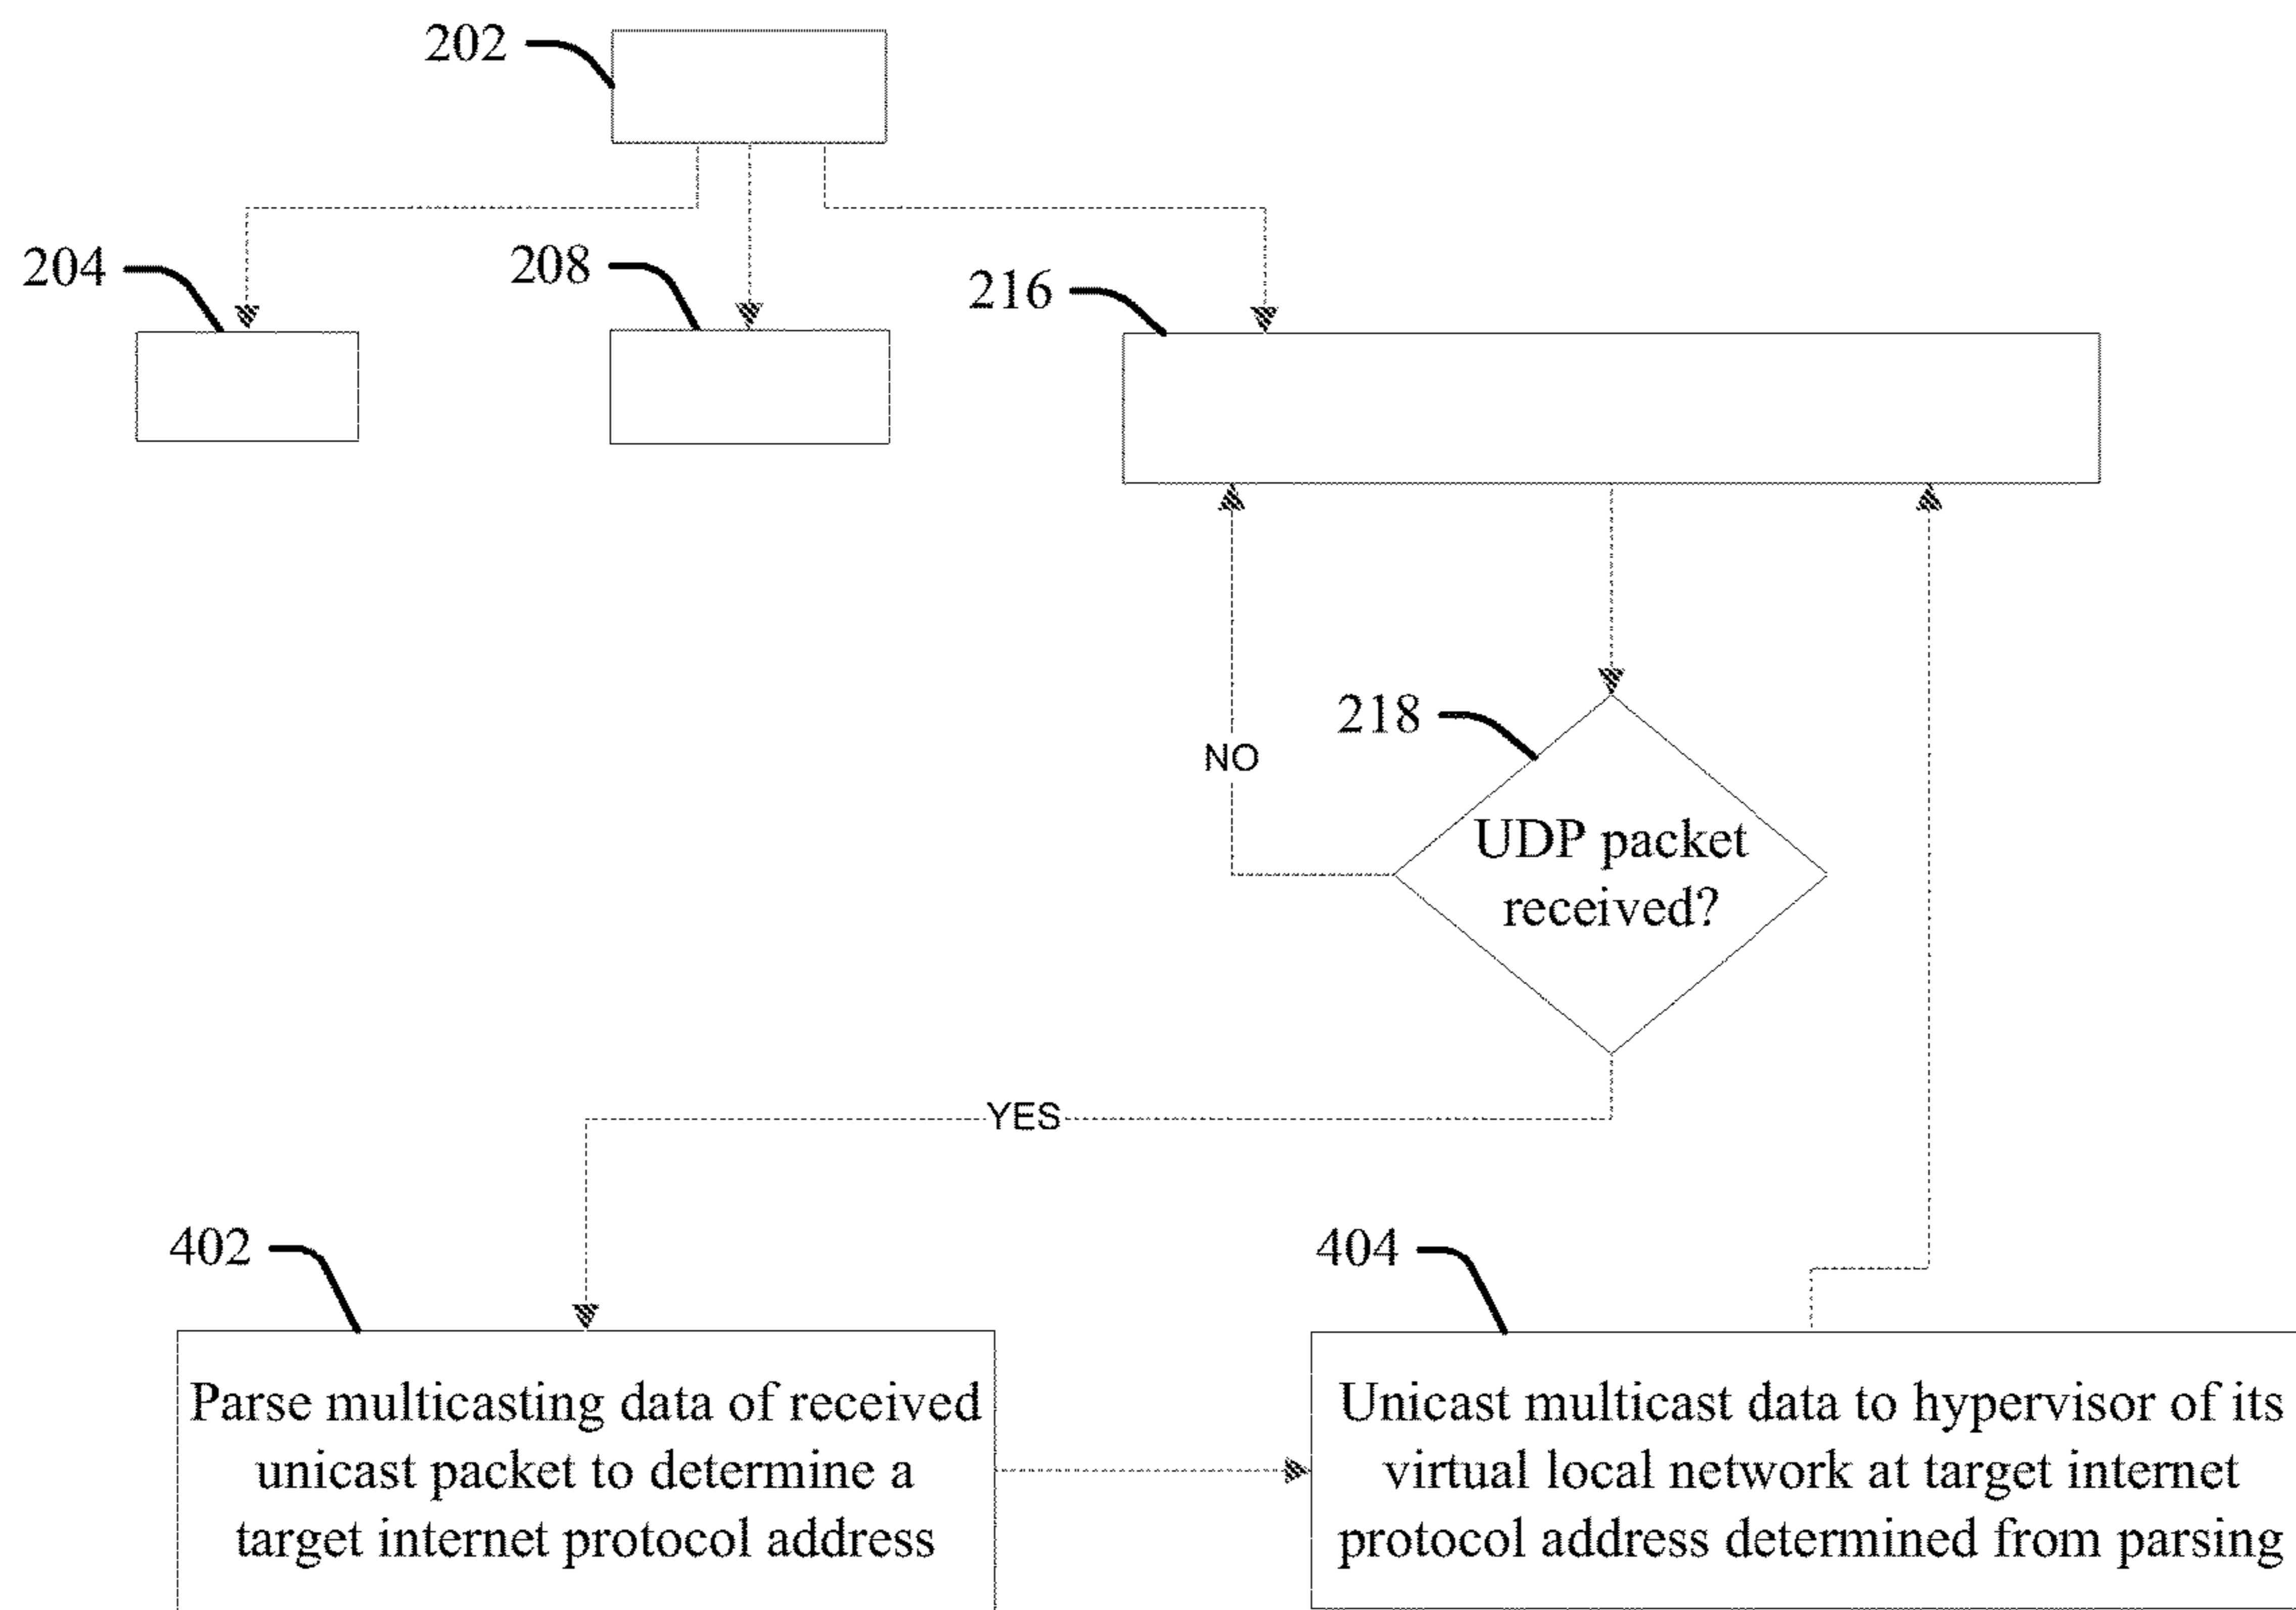 202
204
208
216
218
NO
UDP packet
received?
YES
402
404
Parse multicasting data of received
unicast packet to determine a
target internet protocol address
Unicast multicast data to hypervisor of its
virtual local network at target internet
protocol address determined from parsing